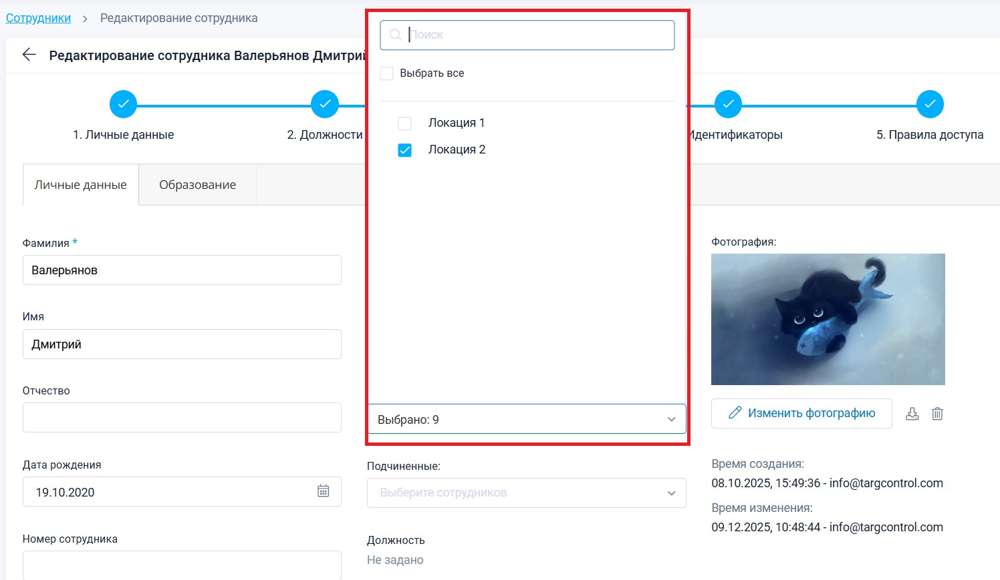 Сотрудники > Редактирование сотрудника
Редактирование сотрудника Валерьянов Дмитрий
1. Личные данные
2. Должности
Идентификаторы
5. Правила доступа
Личные данные
Образование
Фамилия *
Валерьянов
Имя
Дмитрий
Отчество
Дата рождения
19.10.2020
Номер сотрудника
Поиск
Выбрать все
Локация 1
Локация 2
Выбрано: 9
Подчиненные:
Выберите сотрудников
Должность
Не задано
Фотография:
Изменить фотографию
Время создания:
08.10.2025, 15:49:36 - info@targcontrol.com
Время изменения:
09.12.2025, 10:48:44 - info@targcontrol.com